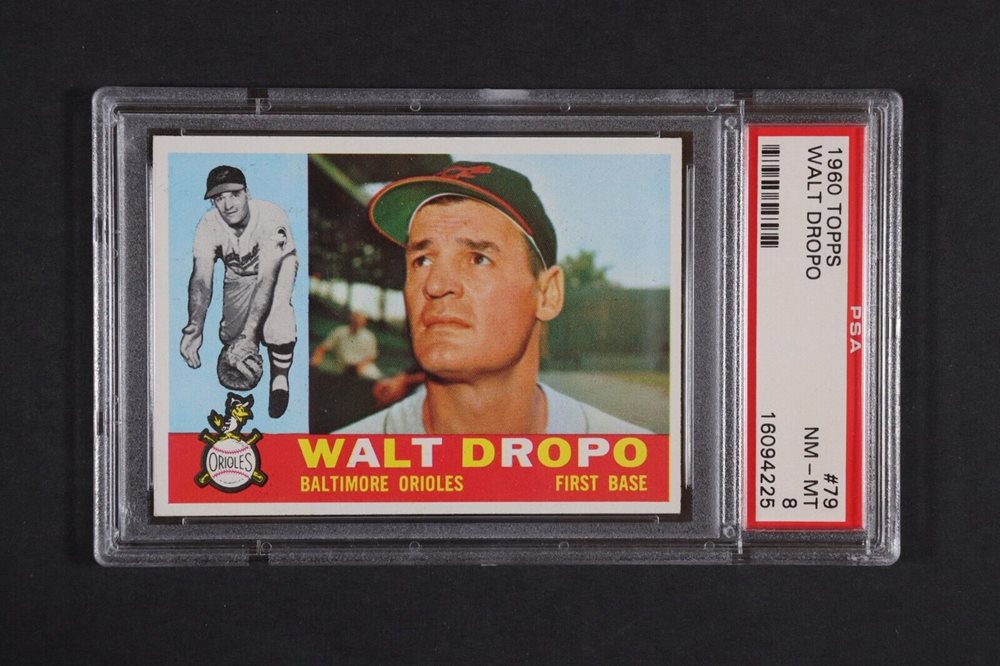 WALT DROPO
BALTIMORE ORIOLES FIRST BASE
ORIOLES
1960 TOPPS #79
WALT DROPO NM-MT
8
16094225
PSA